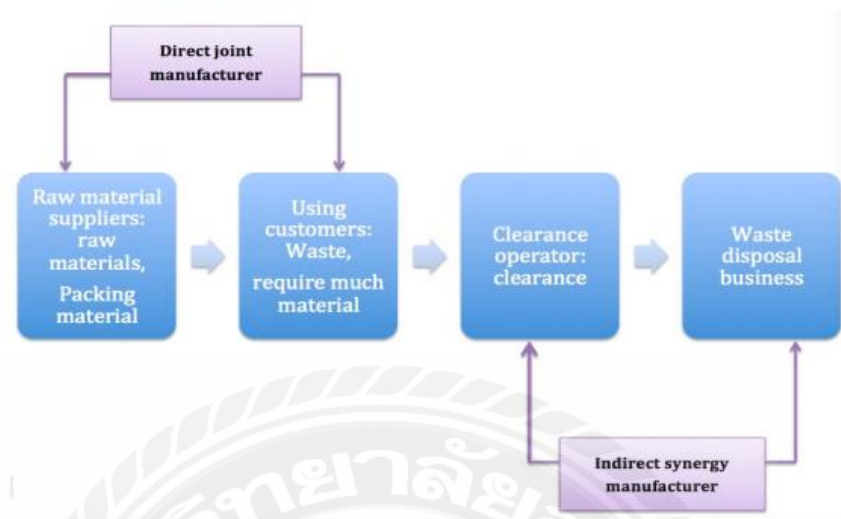 Direct joint
manufacturer
Raw material
suppliers:
raw
materials,
Packing
material
Using
customers:
Waste,
require much
material
Clearance
operator:
clearance
Waste
disposal
business
Indirect synergy
manufacturer